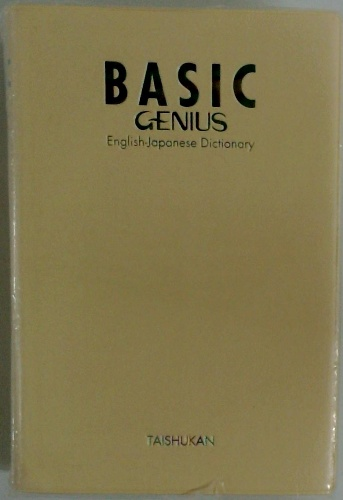 BASIC
GENIUS
English-Japanese Dictionary
TAISHUKAN